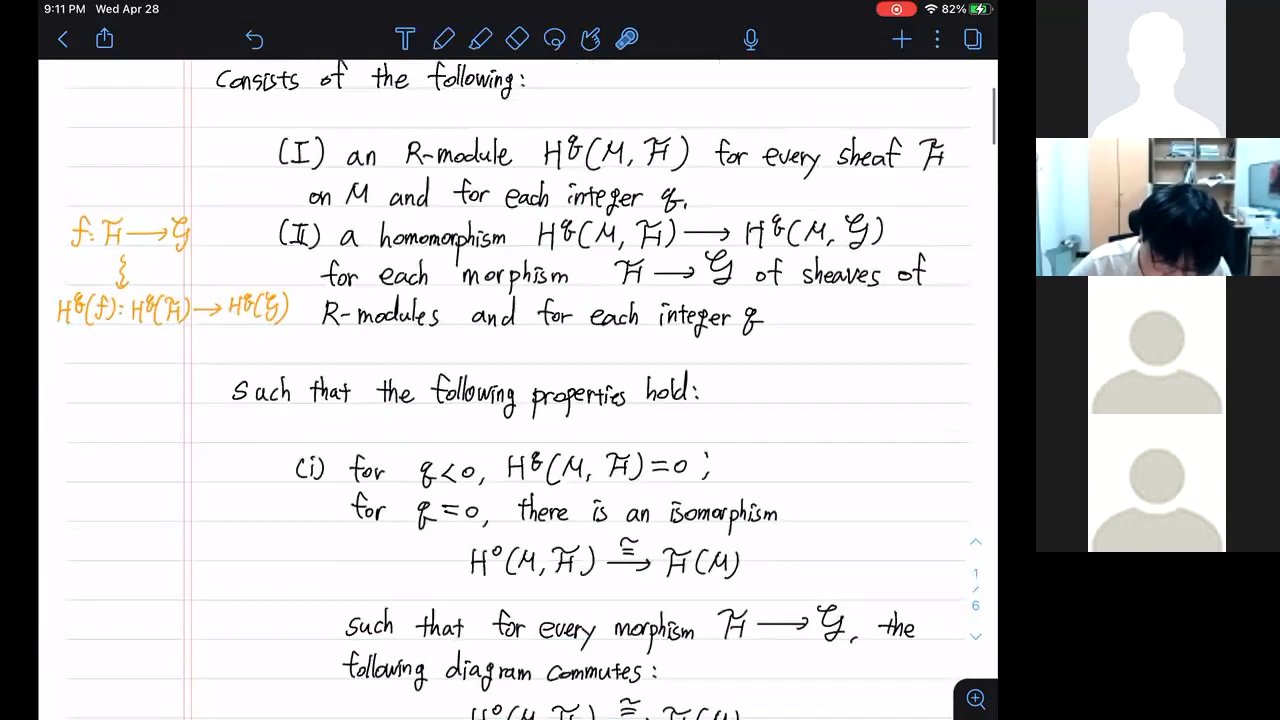 9:11 PM Wed Apr 28
82%
Consists of the following:
(I) an R-module H^q(M, ℱ) for every sheaf ℱ
on M and for each integer q.
f: ℱ → 𝒢
(II) a homomorphism H^q(M, ℱ) → H^q(M, 𝒢)
for each morphism ℱ → 𝒢 of sheaves of
H^q(f): H^q(ℱ) → H^q(𝒢)
R-modules and for each integer q
Such that the following properties hold:
(i) for q<0, H^q(M, ℱ)=0;
for q=0, there is an isomorphism
H^0(M, ℱ) ≅→ ℱ(M)
such that for every morphism ℱ → 𝒢, the
following diagram commutes:
H^0(M, ℱ) ≅ ℱ(M)
1
/
6